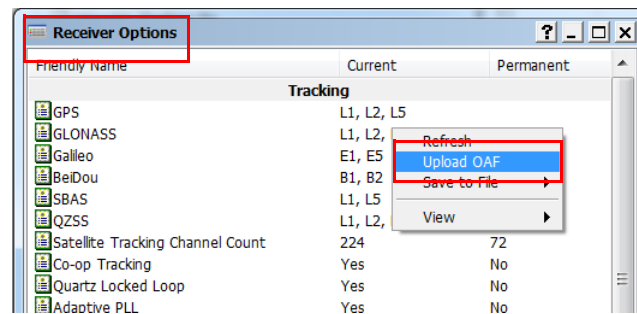 Receiver Options
Friendly Name Current Permanent
Tracking
GPS L1, L2, L5
GLONASS L1, L2,
Galileo E1, E5
BeiDou B1, B2
SBAS L1, L5
QZSS L1, L2,
Refresh
Upload OAF
Save to File
View
Satellite Tracking Channel Count 224 72
Co-op Tracking Yes No
Quartz Locked Loop Yes No
Adaptive PLL Yes No